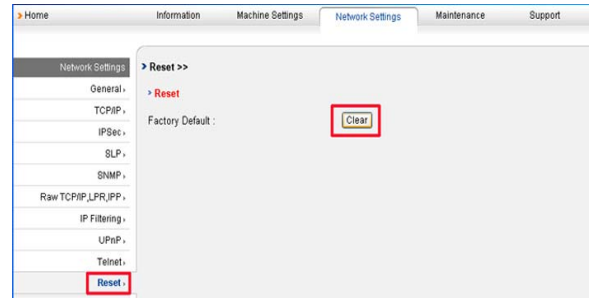 > Home Information Machine Settings Network Settings Maintenance Support
Network Settings
General
TCP/IP
IPSec
SLP
SNMP
Raw TCP/IP,LPR,IPP
IP Filtering
UPnP
Telnet
Reset
> Reset >>
> Reset
Factory Default : Clear